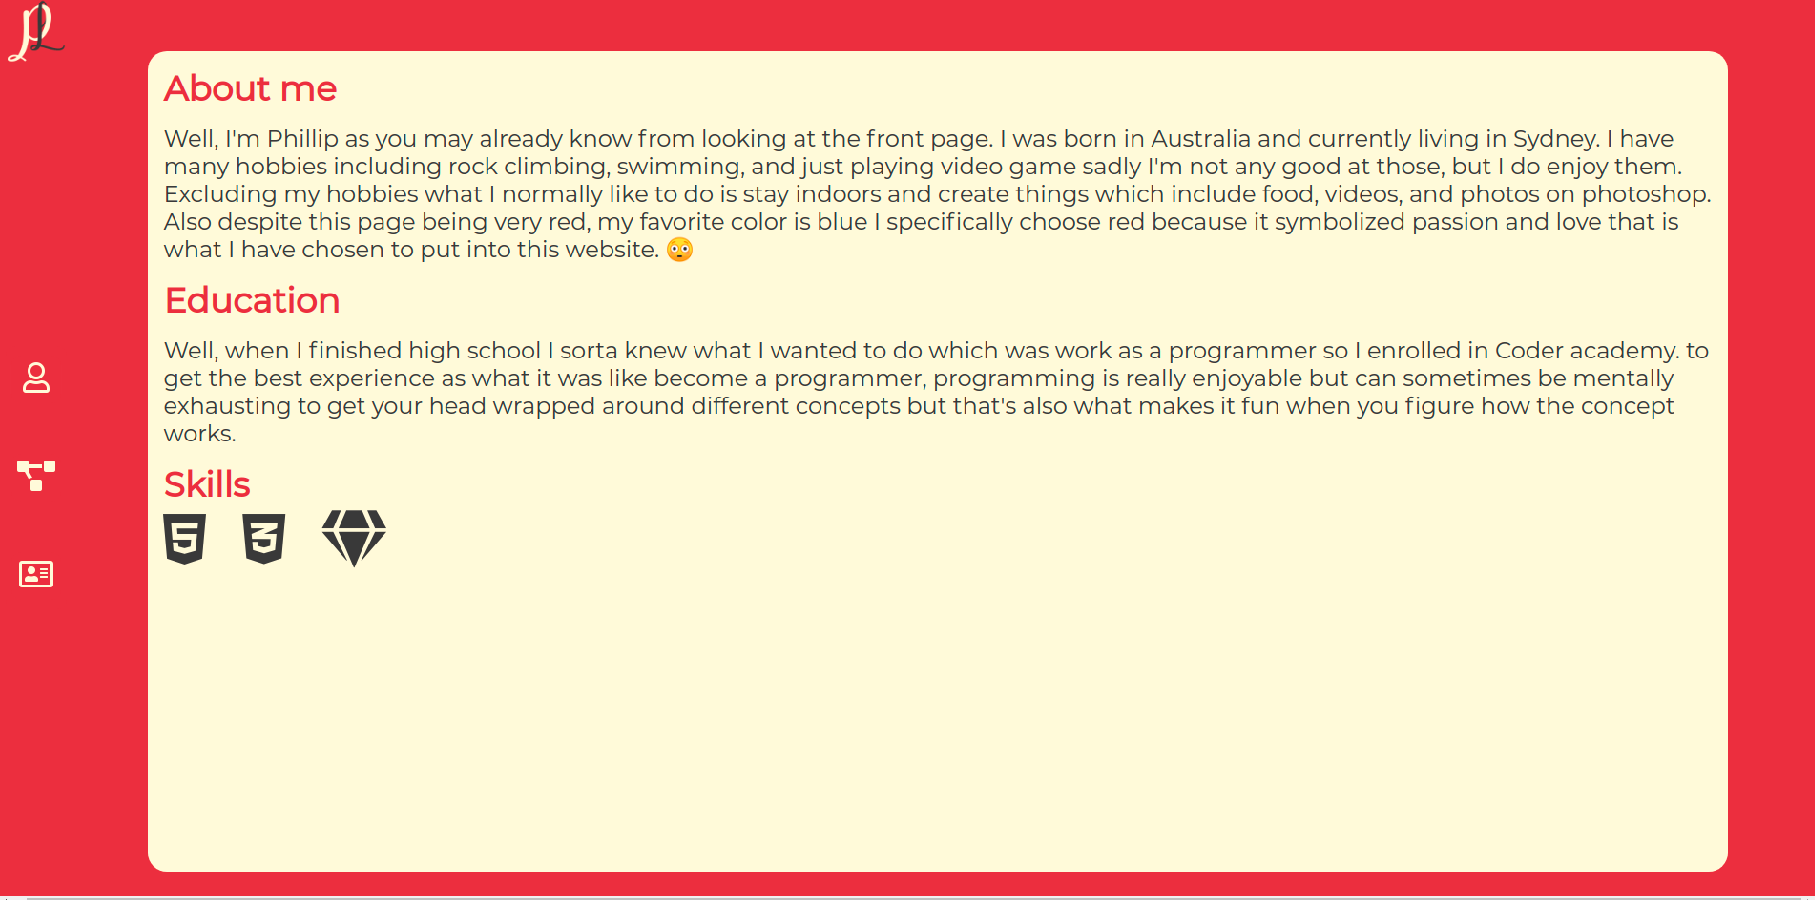 PL
About me
Well, I'm Phillip as you may already know from looking at the front page. I was born in Australia and currently living in Sydney. I have
many hobbies including rock climbing, swimming, and just playing video game sadly I'm not any good at those, but I do enjoy them.
Excluding my hobbies what I normally like to do is stay indoors and create things which include food, videos, and photos on photoshop.
Also despite this page being very red, my favorite color is blue I specifically choose red because it symbolized passion and love that is
what I have chosen to put into this website. 😳
Education
Well, when I finished high school I sorta knew what I wanted to do which was work as a programmer so I enrolled in Coder academy. to
get the best experience as what it was like become a programmer, programming is really enjoyable but can sometimes be mentally
exhausting to get your head wrapped around different concepts but that's also what makes it fun when you figure how the concept
works.
Skills
5 3